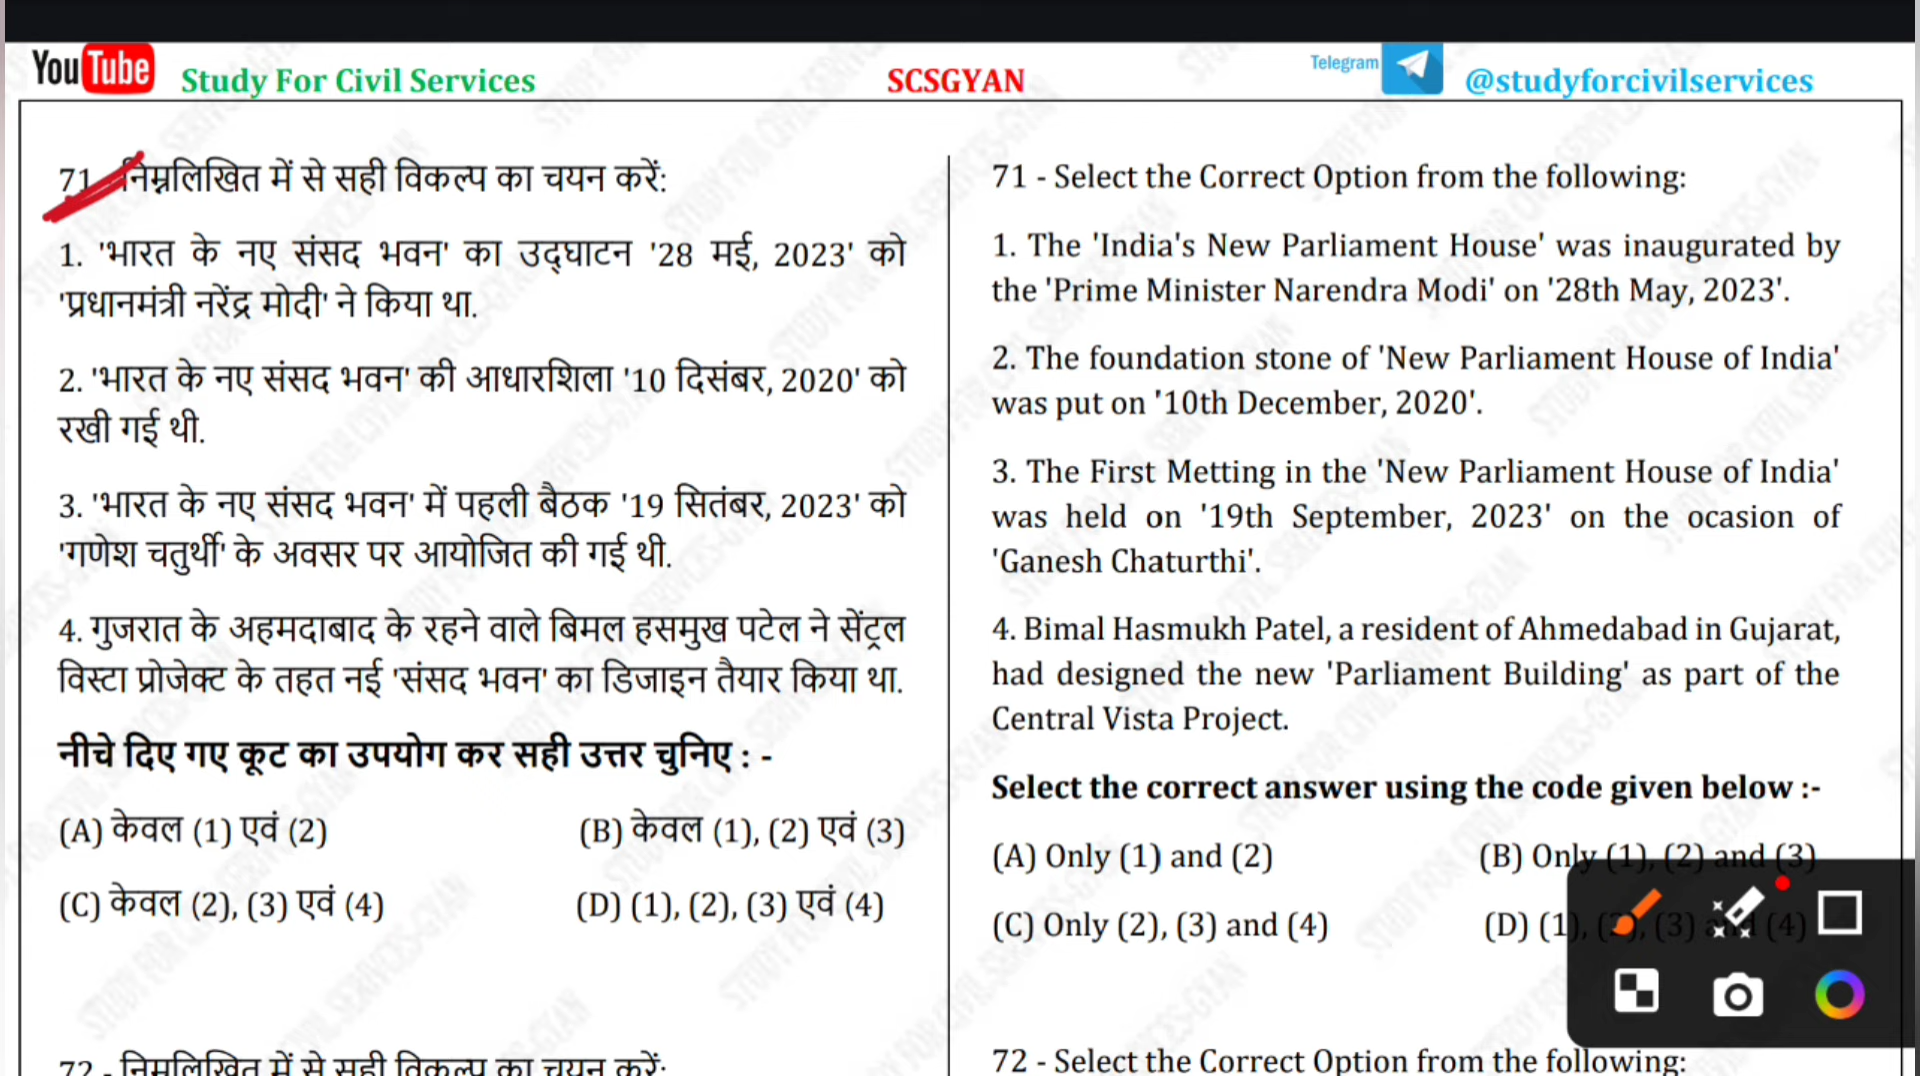 YouTube Study For Civil Services SCSGYAN Telegram @studyforcivilservices
71 - निम्नलिखित में से सही विकल्प का चयन करें:
1. 'भारत के नए संसद भवन' का उद्घाटन '28 मई, 2023' को
'प्रधानमंत्री नरेंद्र मोदी' ने किया था.
2. 'भारत के नए संसद भवन' की आधारशिला '10 दिसंबर, 2020' को
रखी गई थी.
3. 'भारत के नए संसद भवन' में पहली बैठक '19 सितंबर, 2023' को
'गणेश चतुर्थी' के अवसर पर आयोजित की गई थी.
4. गुजरात के अहमदाबाद के रहने वाले बिमल हसमुख पटेल ने सेंट्रल
विस्टा प्रोजेक्ट के तहत नई 'संसद भवन' का डिजाइन तैयार किया था.
नीचे दिए गए कूट का उपयोग कर सही उत्तर चुनिए : -
(A) केवल (1) एवं (2) (B) केवल (1), (2) एवं (3)
(C) केवल (2), (3) एवं (4) (D) (1), (2), (3) एवं (4)
72 - निम्नलिखित में से सही विकल्प का चयन करें:
71 - Select the Correct Option from the following:
1. The 'India's New Parliament House' was inaugurated by
the 'Prime Minister Narendra Modi' on '28th May, 2023'.
2. The foundation stone of 'New Parliament House of India'
was put on '10th December, 2020'.
3. The First Metting in the 'New Parliament House of India'
was held on '19th September, 2023' on the ocasion of
'Ganesh Chaturthi'.
4. Bimal Hasmukh Patel, a resident of Ahmedabad in Gujarat,
had designed the new 'Parliament Building' as part of the
Central Vista Project.
Select the correct answer using the code given below :-
(A) Only (1) and (2) (B) Only (1), (2) and (3)
(C) Only (2), (3) and (4) (D) (1), (2), (3) and (4)
72 - Select the Correct Option from the following: